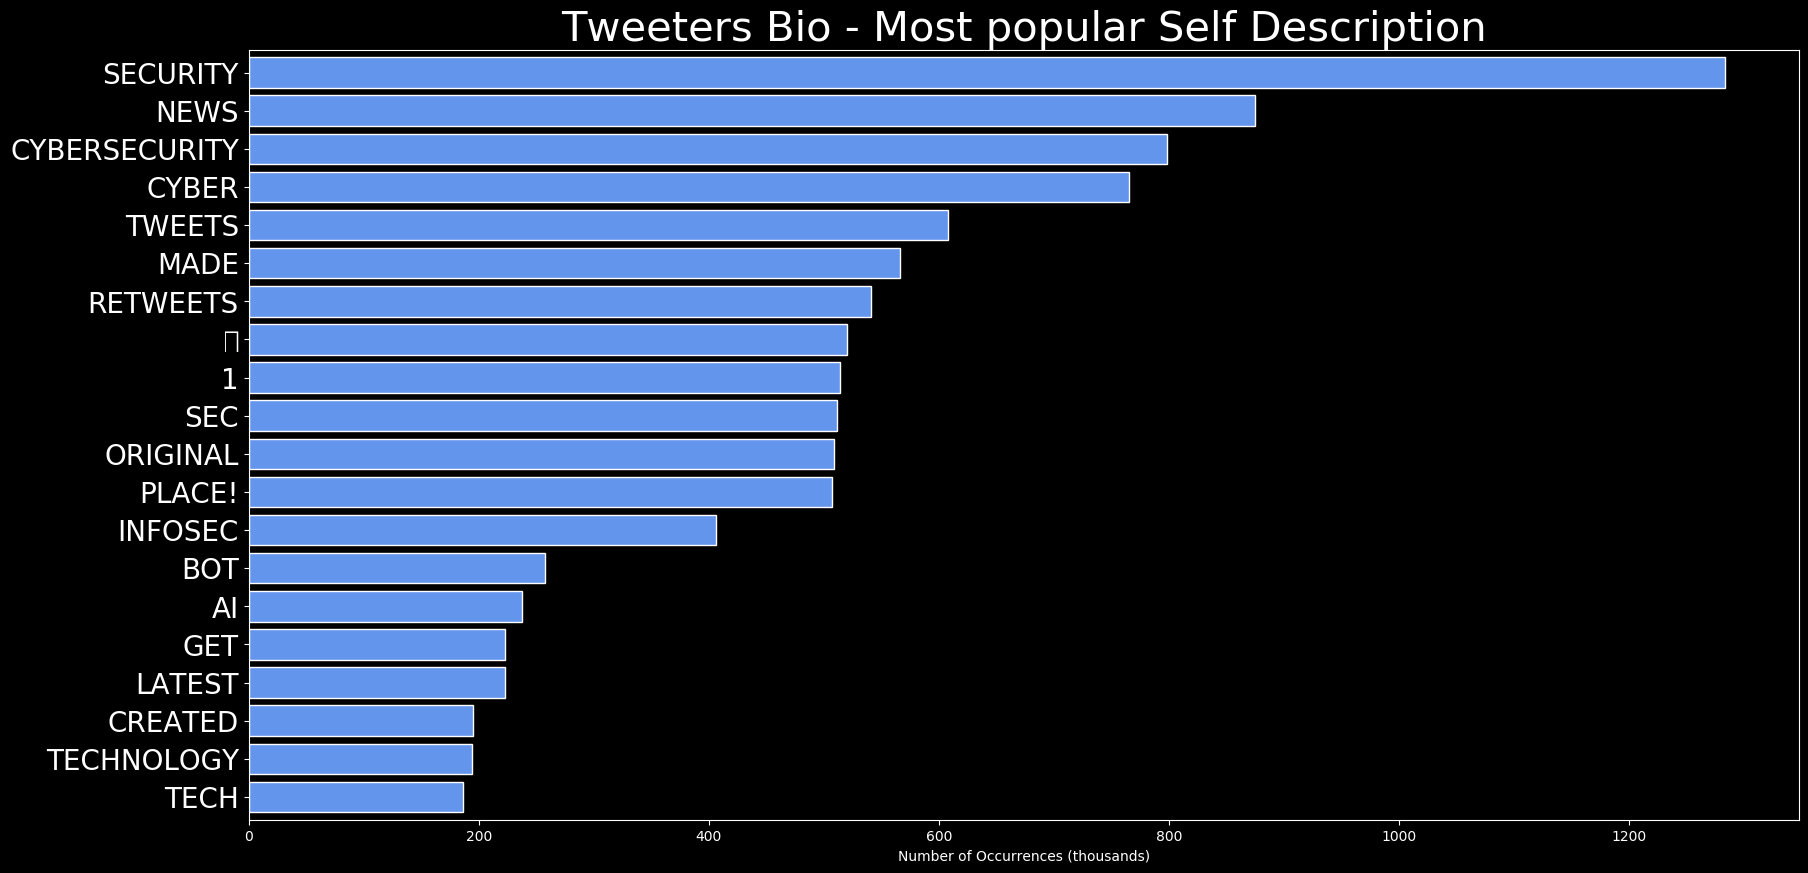 Tweeters Bio - Most popular Self Description
SECURITY
NEWS
CYBERSECURITY
CYBER
TWEETS
MADE
RETWEETS
1
SEC
ORIGINAL
PLACE!
INFOSEC
BOT
AI
GET
LATEST
CREATED
TECHNOLOGY
TECH
0 200 400 600 800 1000 1200
Number of Occurrences (thousands)